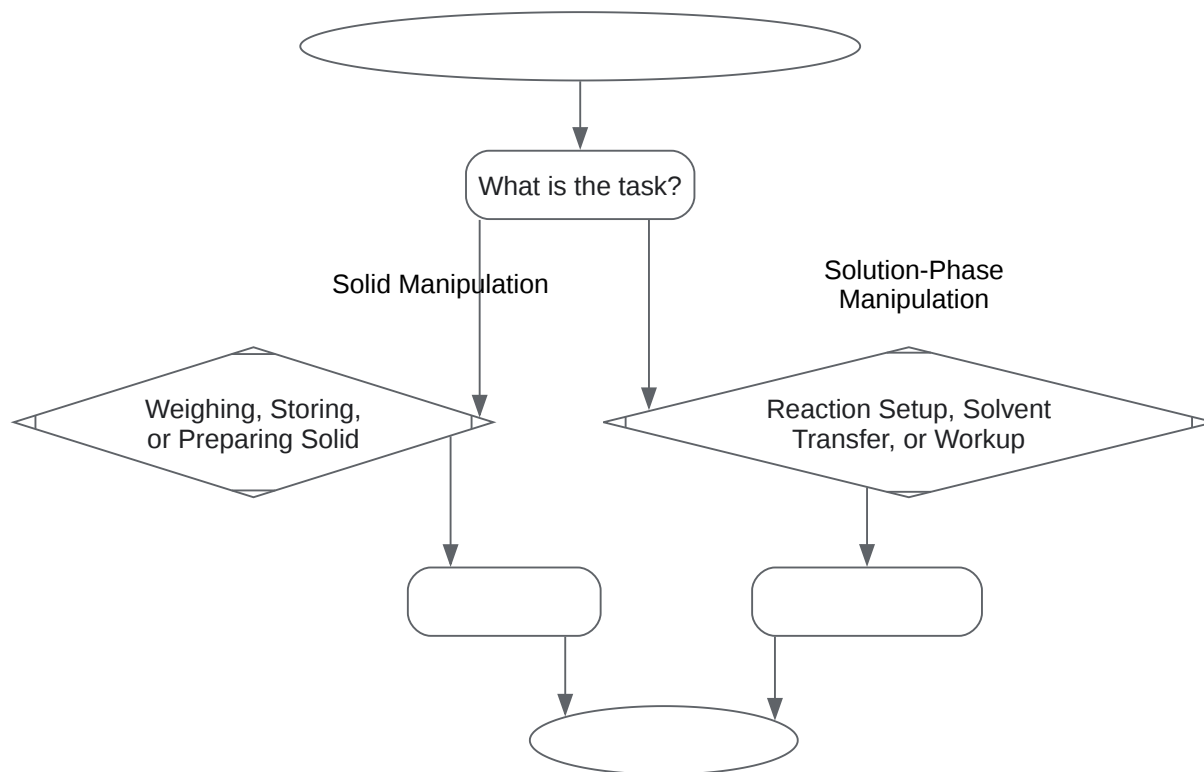 What is the task?
Solid Manipulation
Solution-Phase
Manipulation
Weighing, Storing,
or Preparing Solid
Reaction Setup, Solvent
Transfer, or Workup